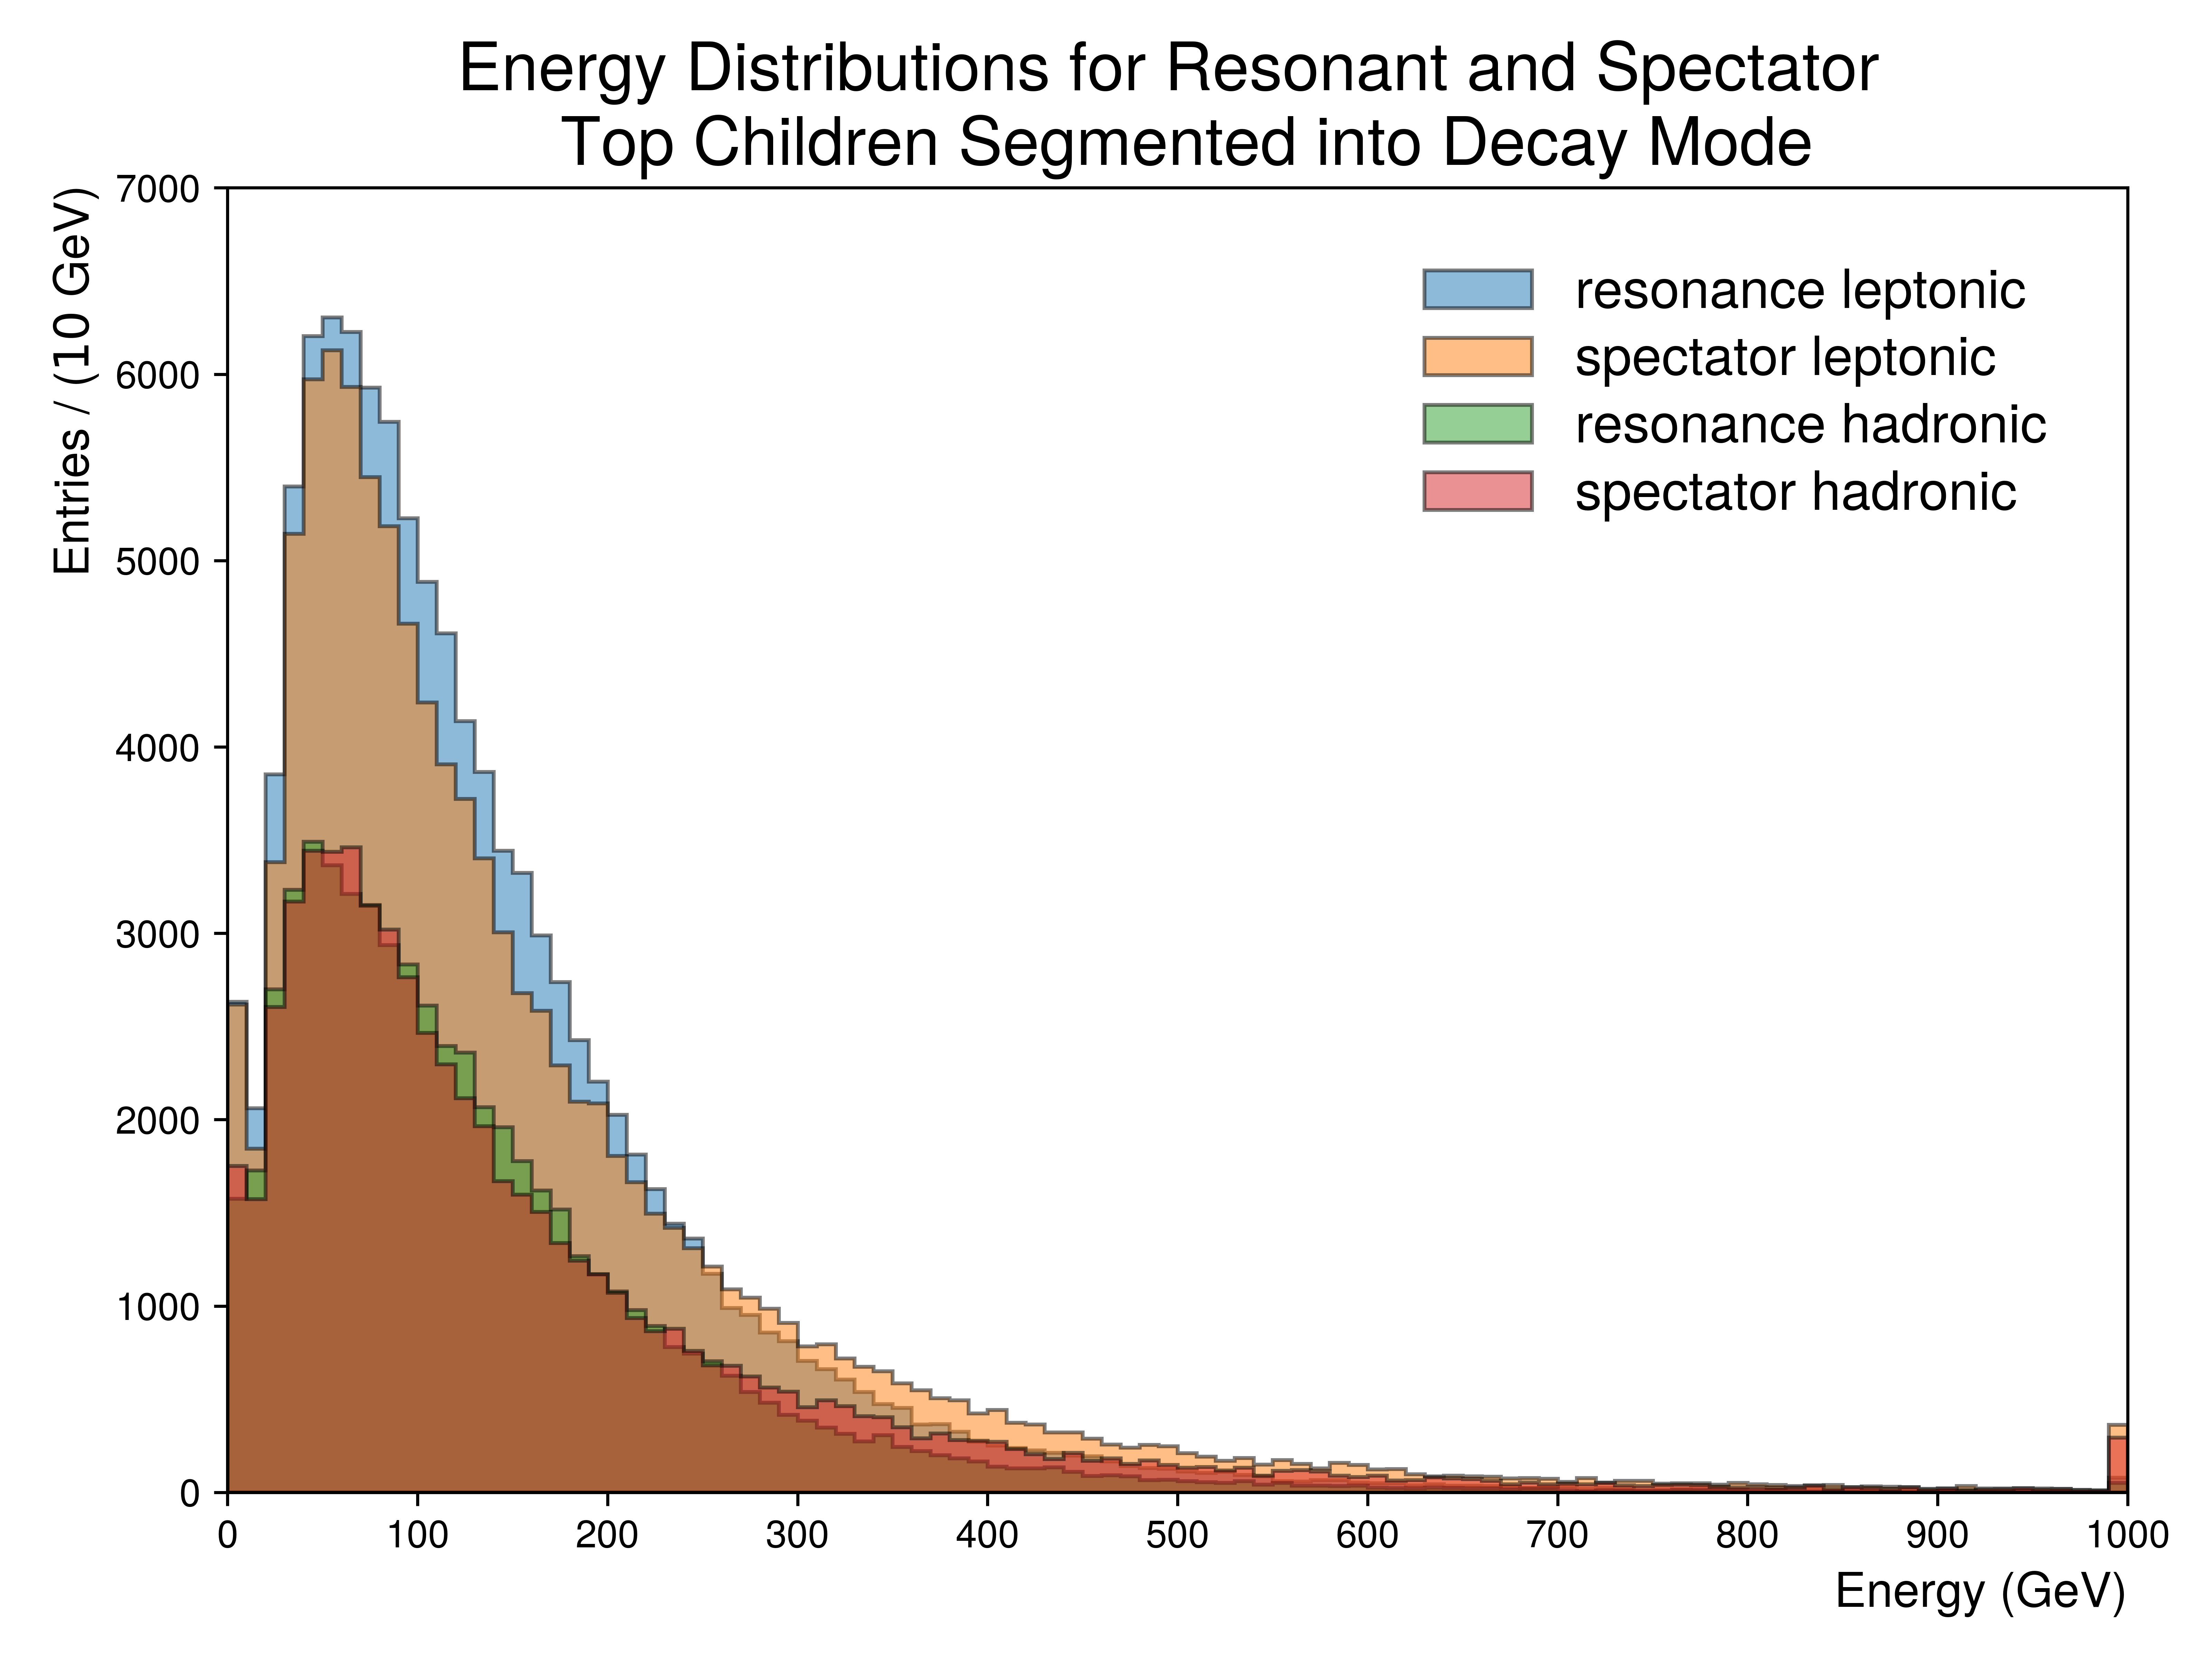 Energy Distributions for Resonant and Spectator
Top Children Segmented into Decay Mode
Entries / (10 GeV)
7000
6000
5000
4000
3000
2000
1000
0
resonance leptonic
spectator leptonic
resonance hadronic
spectator hadronic
0 100 200 300 400 500 600 700 800 900 1000
Energy (GeV)